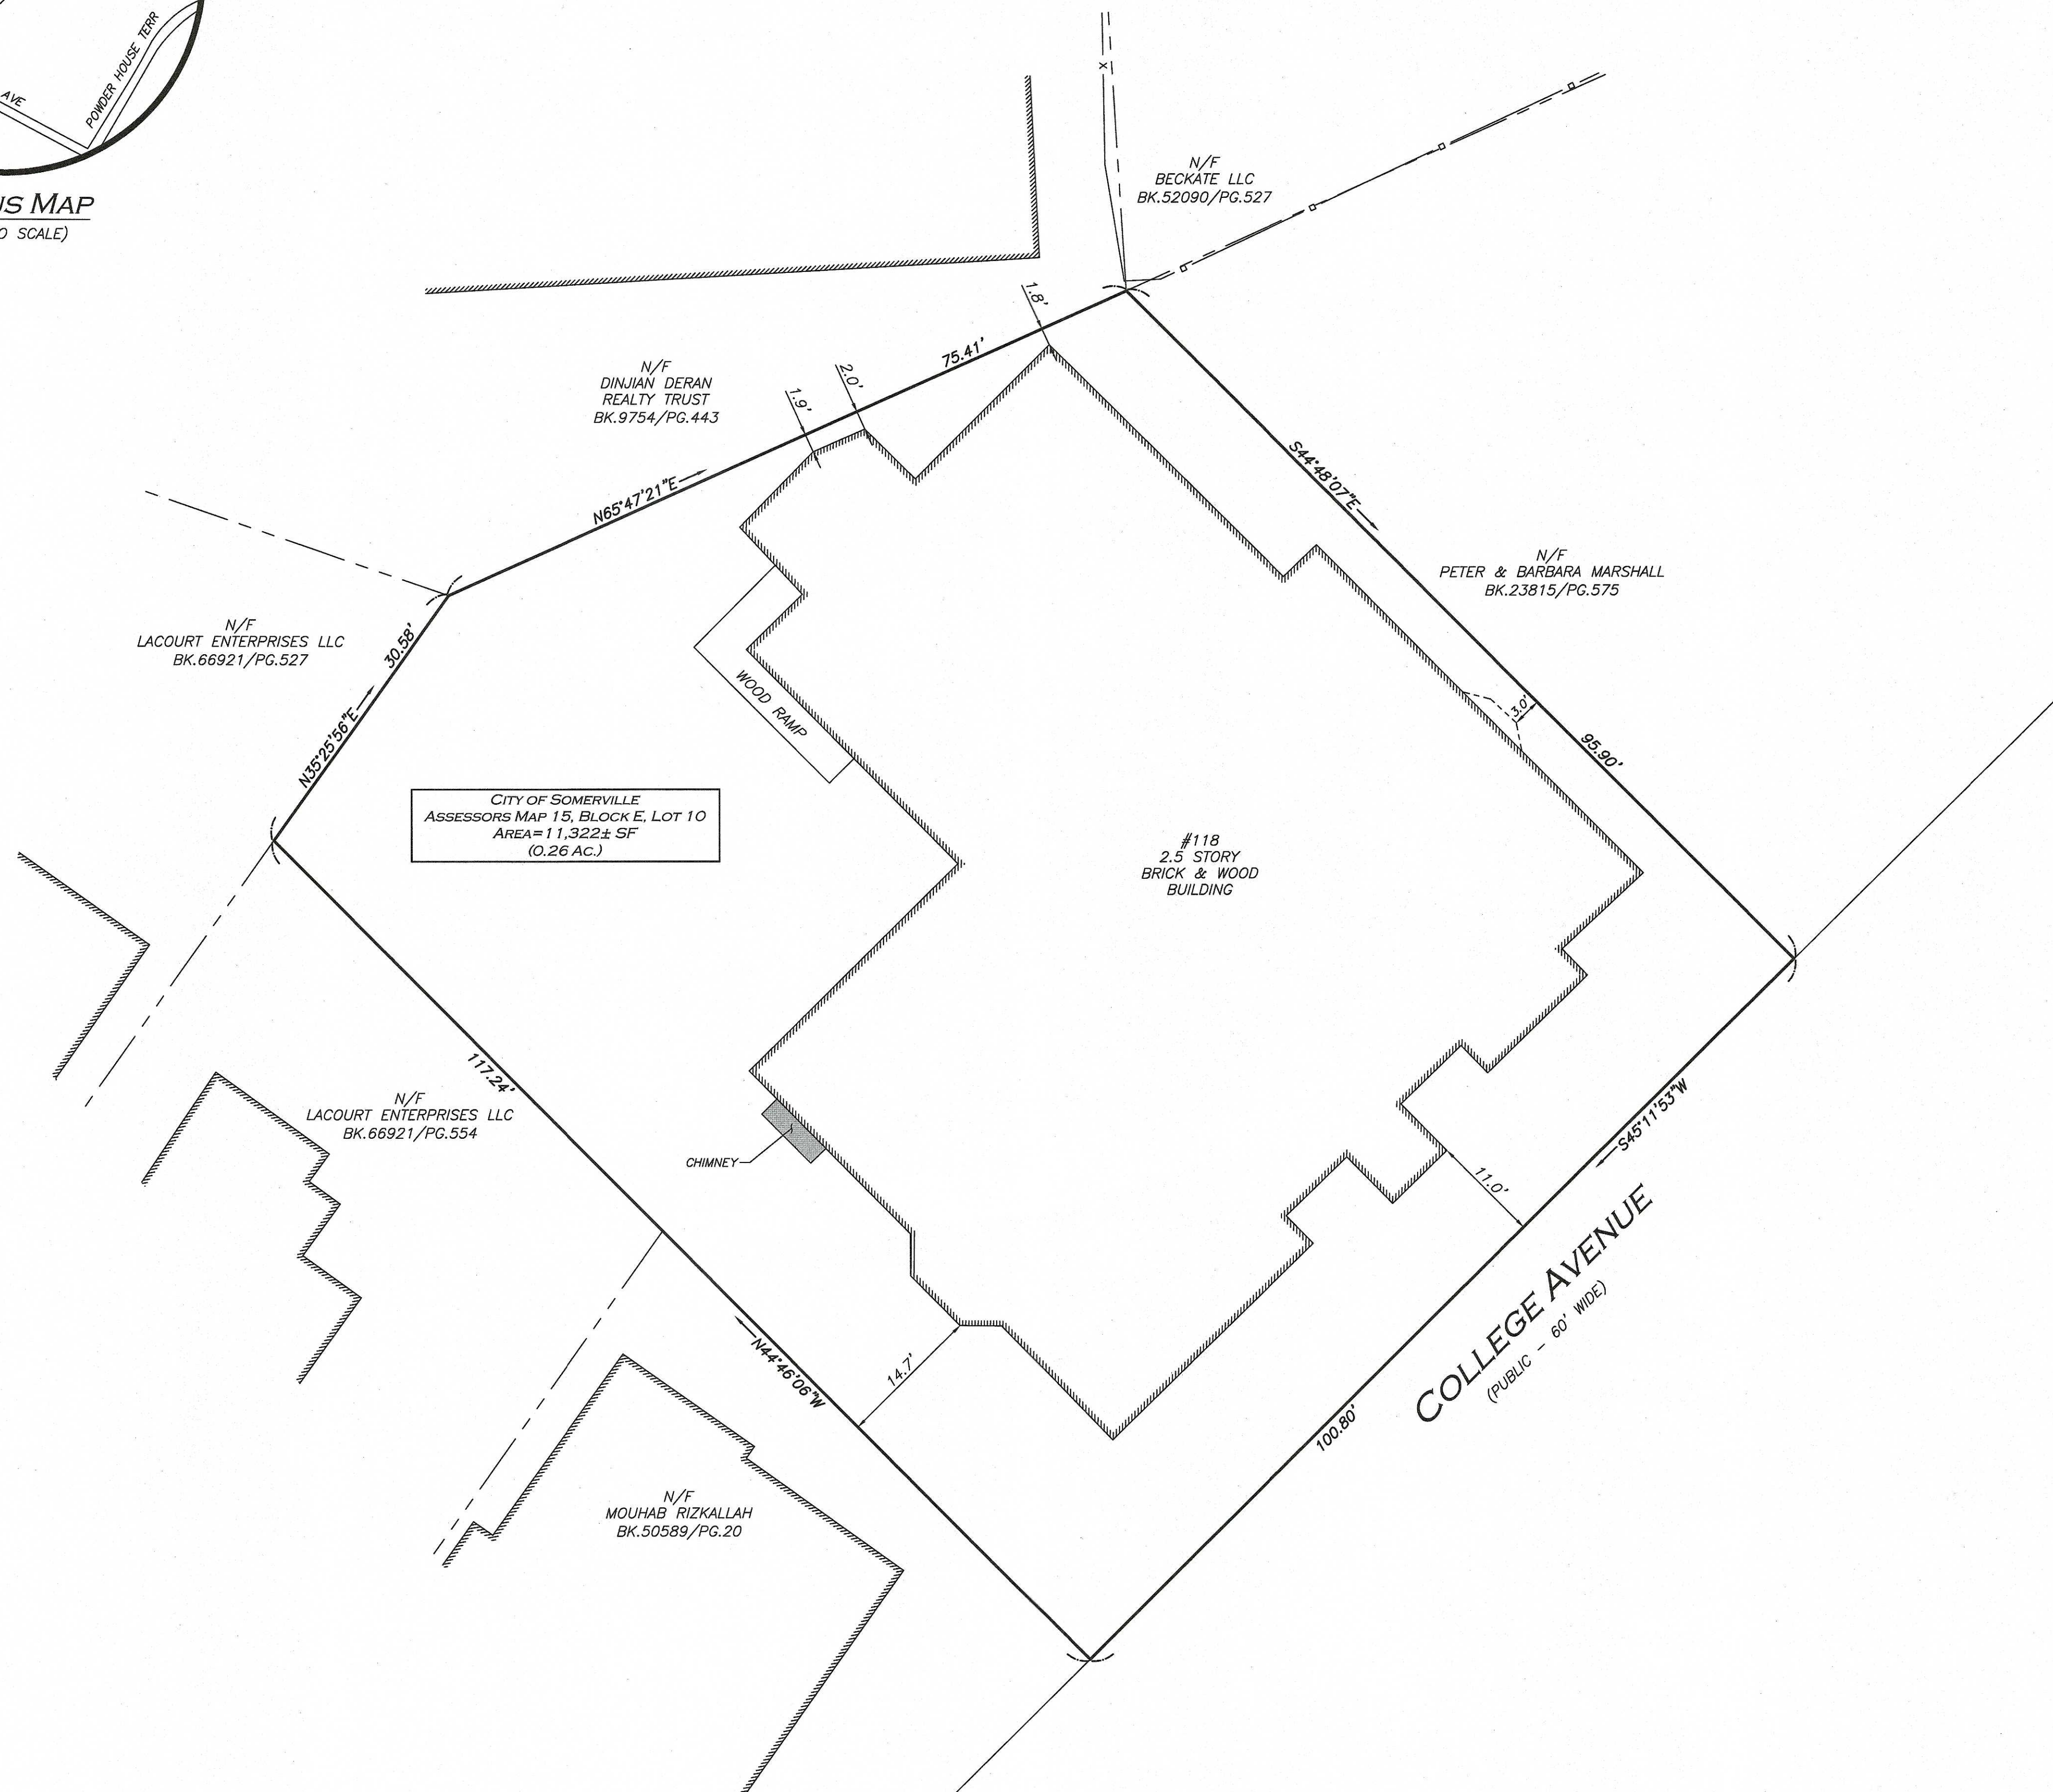 POWDER HOUSE TERR
AVE
US MAP
O SCALE)
X
N/F
BECKATE LLC
BK.52090/PG.527
1.8'
75.41'
2.0'
1.9'
N/F
DINJIAN DERAN
REALTY TRUST
BK.9754/PG.443
N65°47'21"E
S44°48'07"E
N/F
PETER & BARBARA MARSHALL
BK.23815/PG.575
N/F
LACOURT ENTERPRISES LLC
BK.66921/PG.527
30.58'
N35°25'56"E
WOOD RAMP
3.0'
95.90'
CITY OF SOMERVILLE
ASSESSORS MAP 15, BLOCK E, LOT 10
AREA=11,322± SF
(0.26 AC.)
#118
2.5 STORY
BRICK & WOOD
BUILDING
117.24'
N/F
LACOURT ENTERPRISES LLC
BK.66921/PG.554
CHIMNEY
S45°11'53"W
11.0'
COLLEGE AVENUE
(PUBLIC - 60' WIDE)
N44°46'06"W
14.7'
100.80'
N/F
MOUHAB RIZKALLAH
BK.50589/PG.20